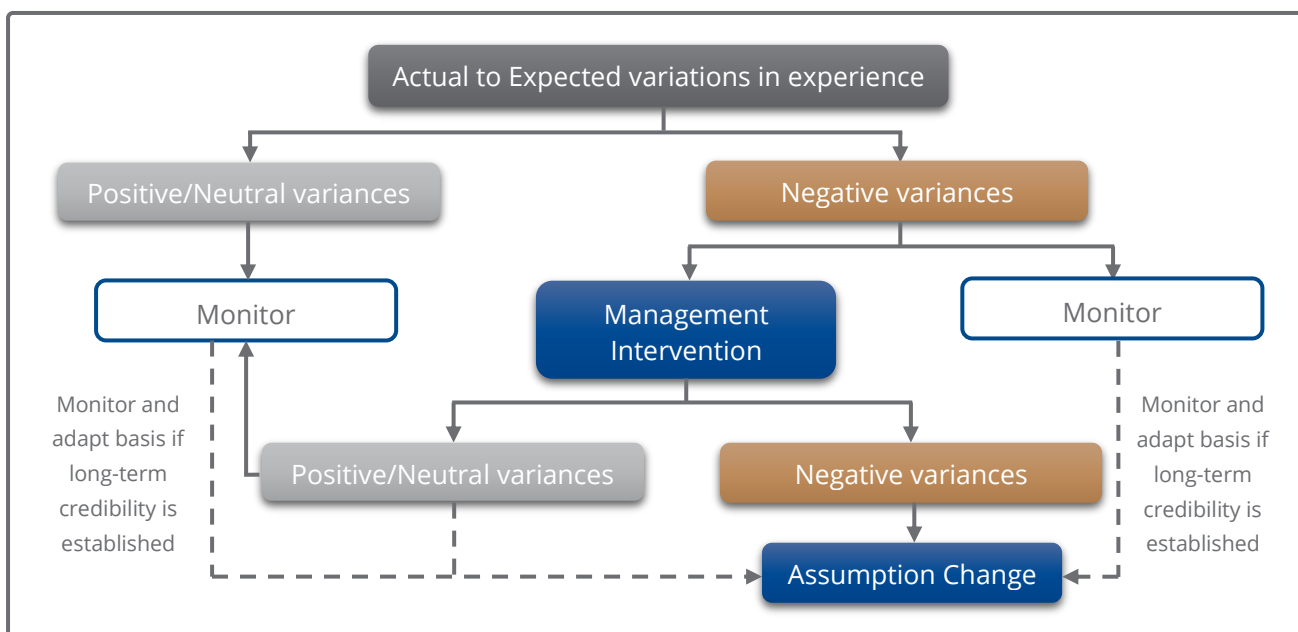 Actual to Expected variations in experience
Positive/Neutral variances
Negative variances
Monitor
Management
Intervention
Monitor
Monitor and
adapt basis if
long-term
credibility is
established
Positive/Neutral variances
Negative variances
Monitor and
adapt basis if
long-term
credibility is
established
Assumption Change